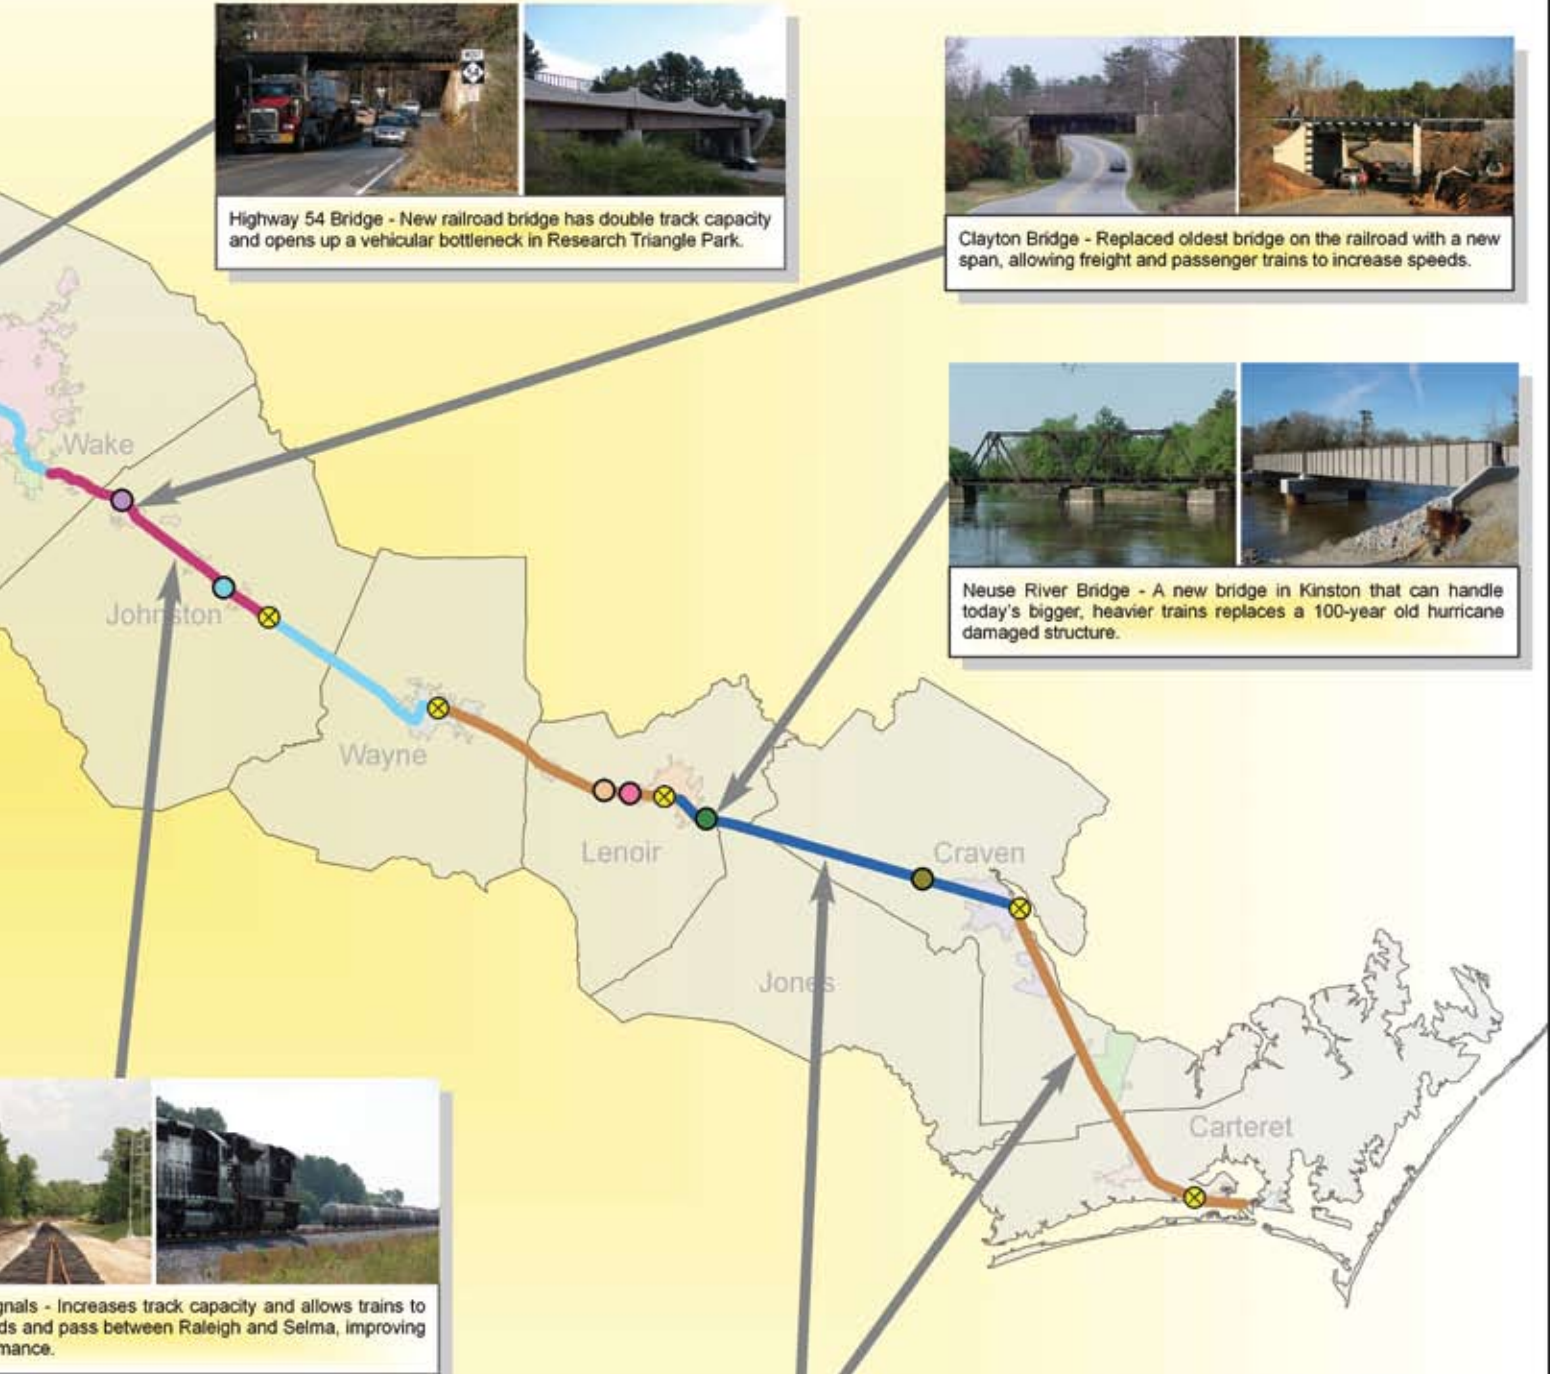 WEST
54
Highway 54 Bridge - New railroad bridge has double track capacity
and opens up a vehicular bottleneck in Research Triangle Park.
Clayton Bridge - Replaced oldest bridge on the railroad with a new
span, allowing freight and passenger trains to increase speeds.
Neuse River Bridge - A new bridge in Kinston that can handle
today's bigger, heavier trains replaces a 100-year old hurricane
damaged structure.
Wake
Johnston
Wayne
Lenoir
Craven
Jones
Carteret
gnals - Increases track capacity and allows trains to
ds and pass between Raleigh and Selma, improving
mance.